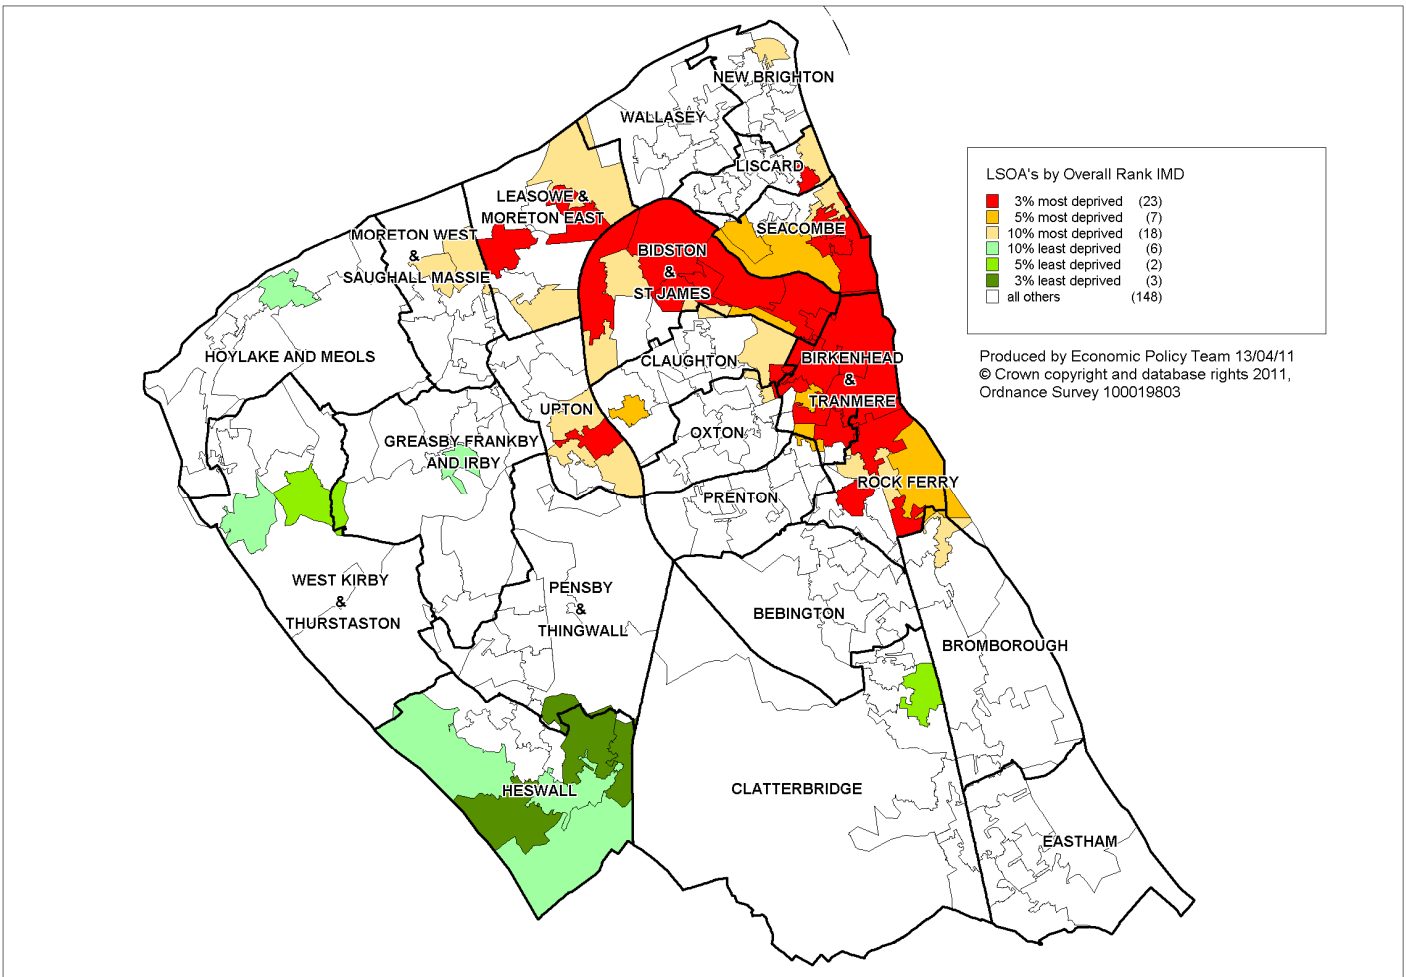 NEW BRIGHTON
WALLASEY
LISCARD
LEASOWE &
MORETON EAST
SEACOMBE
MORETON WEST
&
SAUGHALL MASSIE
BIDSTON
&
ST JAMES
HOYLAKE AND MEOLS
CLAUGHTON
BIRKENHEAD
&
TRANMERE
UPTON
OXTON
GREASBY FRANKBY
AND IRBY
ROCK FERRY
PRENTON
WEST KIRBY
&
THURSTASTON
PENSBY
&
THINGWALL
BEBINGTON
BROMBOROUGH
HESWALL
CLATTERBRIDGE
EASTHAM
LSOA's by Overall Rank IMD
3% most deprived (23)
5% most deprived (7)
10% most deprived (18)
10% least deprived (6)
5% least deprived (2)
3% least deprived (3)
all others (148)
Produced by Economic Policy Team 13/04/11
© Crown copyright and database rights 2011,
Ordnance Survey 100019803